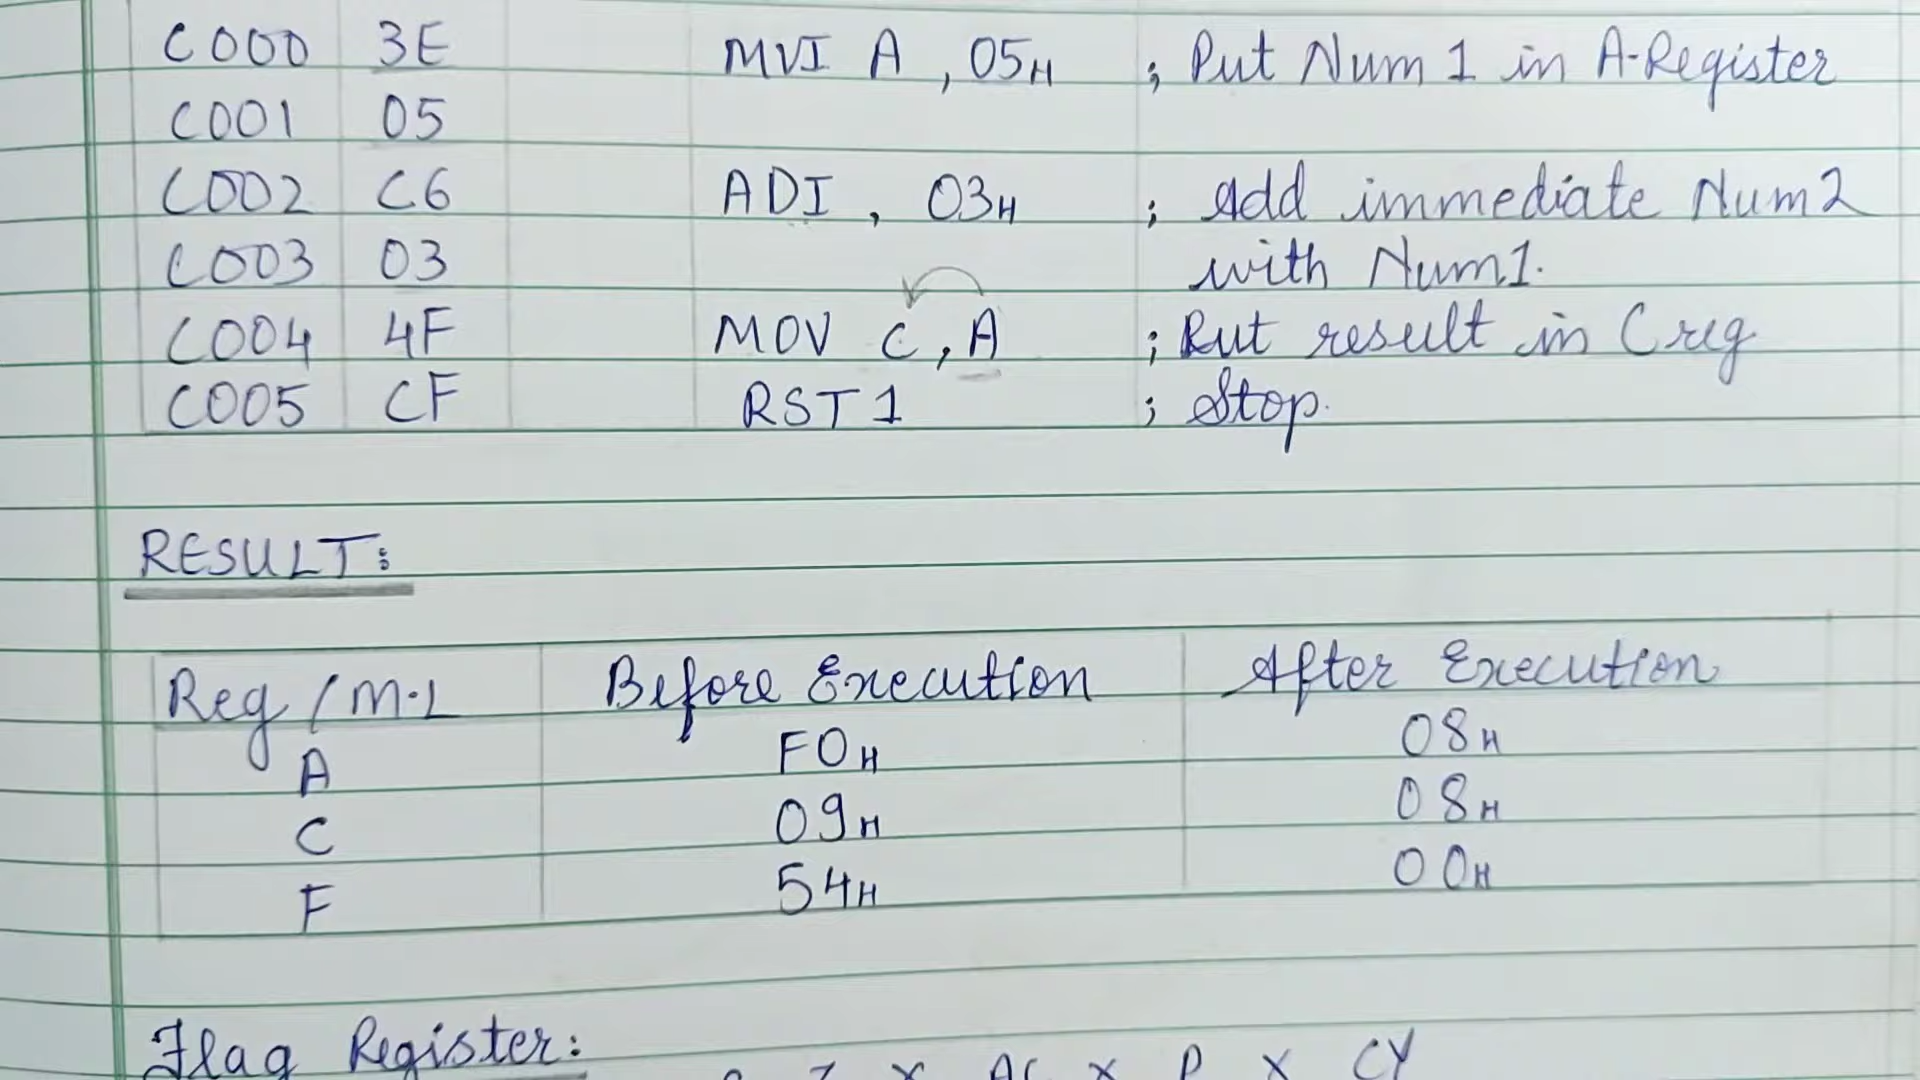 C000 3E MVI A, 05H ; Put Num 1 in A-Register
C001 05
C002 C6 ADI, 03H ; Add immediate Num2
C003 03 with Num1.
C004 4F MOV C, A ; Put result in C reg
C005 CF RST 1 ; Stop.
RESULT:
Reg / M.L Before Execution After Execution
A F0H 08H
C 09H 08H
F 54H 00H
Flag Register:
Z X AC X P X CY